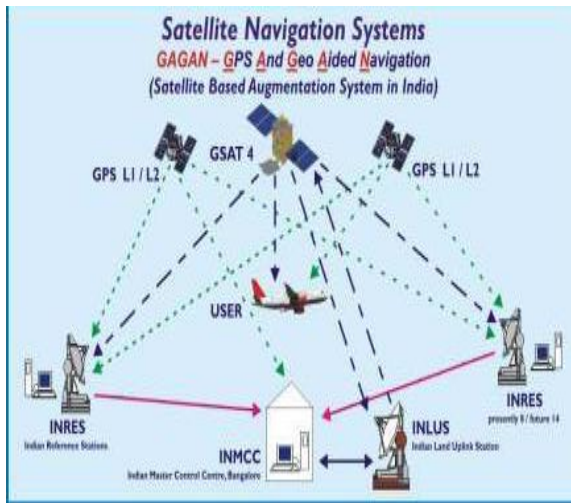 Satellite Navigation Systems
GAGAN – GPS And Geo Aided Navigation
(Satellite Based Augmentation System in India)
GSAT 4
GPS L1 / L2
GPS L1 / L2
USER
INRES
Indian Reference Stations
INMCC
Indian Master Control Centre, Bangalore
INLUS
Indian Land Uplink Station
INRES
presently 8 / future 14